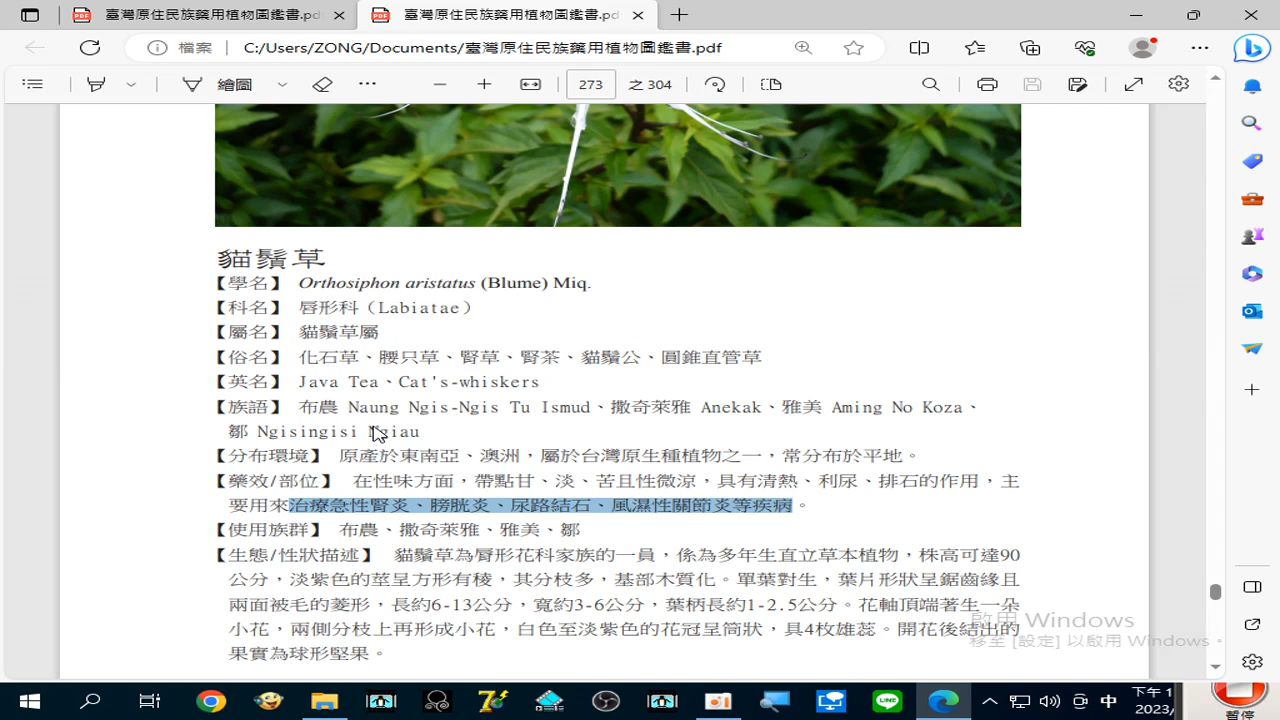 臺灣原住民族藥用植物圖鑑書.pdf
臺灣原住民族藥用植物圖鑑書.pdf
檔案 C:/Users/ZONG/Documents/臺灣原住民族藥用植物圖鑑書.pdf
繪圖 273 之 304
貓鬚草
【學名】 Orthosiphon aristatus (Blume) Miq.
【科名】 唇形科（Labiatae）
【屬名】 貓鬚草屬
【俗名】 化石草、腰只草、腎草、腎茶、貓鬚公、圓錐直管草
【英名】 Java Tea、Cat's-whiskers
【族語】 布農 Naung Ngis-Ngis Tu Ismud、撒奇萊雅 Anekak、雅美 Aming No Koza、
鄒 Ngisingisi Ngiau
【分布環境】 原產於東南亞、澳洲，屬於台灣原生種植物之一，常分布於平地。
【藥效/部位】 在性味方面，帶點甘、淡、苦且性微涼，具有清熱、利尿、排石的作用，主
要用來治療急性腎炎、膀胱炎、尿路結石、風濕性關節炎等疾病。
【使用族群】 布農、撒奇萊雅、雅美、鄒
【生態/性狀描述】 貓鬚草為脣形花科家族的一員，係為多年生直立草本植物，株高可達90
公分，淡紫色的莖呈方形有稜，其分枝多，基部木質化。單葉對生，葉片形狀呈鋸齒緣且
兩面被毛的菱形，長約6-13公分，寬約3-6公分，葉柄長約1-2.5公分。花軸頂端著生一朵
小花，兩側分枝上再形成小花，白色至淡紫色的花冠呈筒狀，具4枚雄蕊。開花後結出的
果實為球形堅果。
啟用 Windows
移至 [設定] 以啟用 Windows。
中 下午 1
2023/
暫停